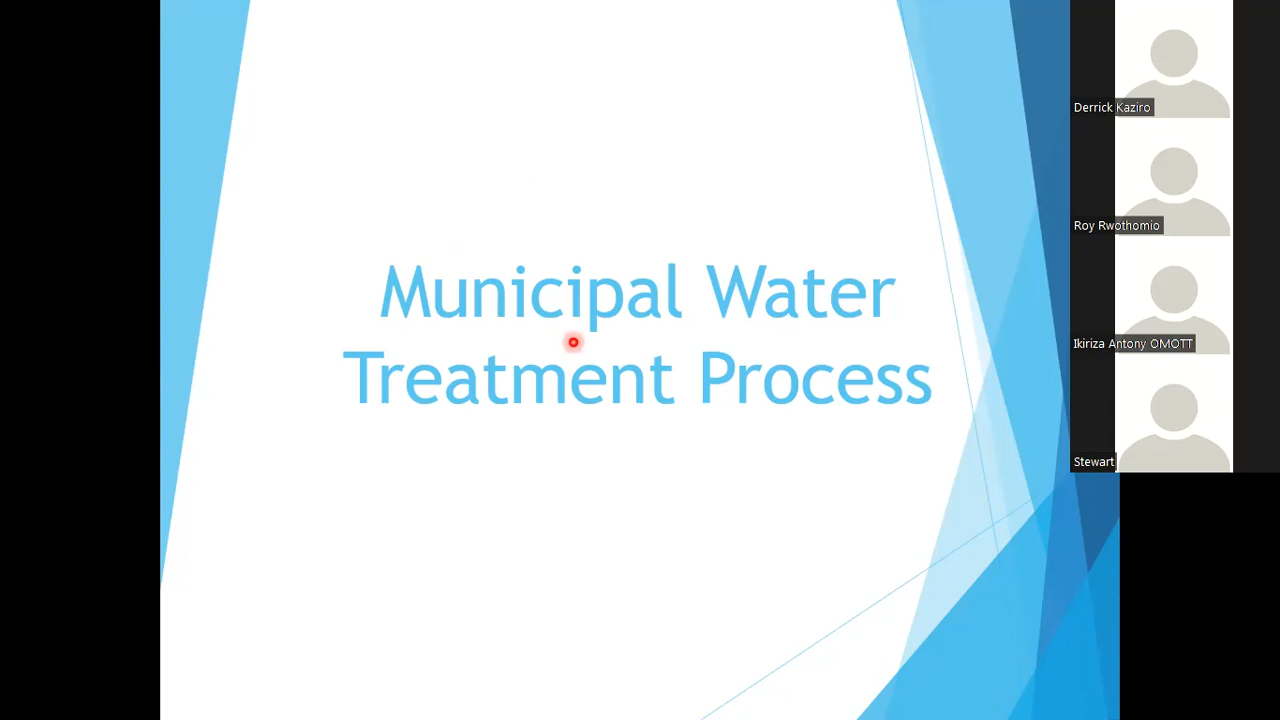 Municipal Water
Treatment Process
Derrick Kaziro
Roy Rwothomio
Ikiriza Antony OMOTT
Stewart